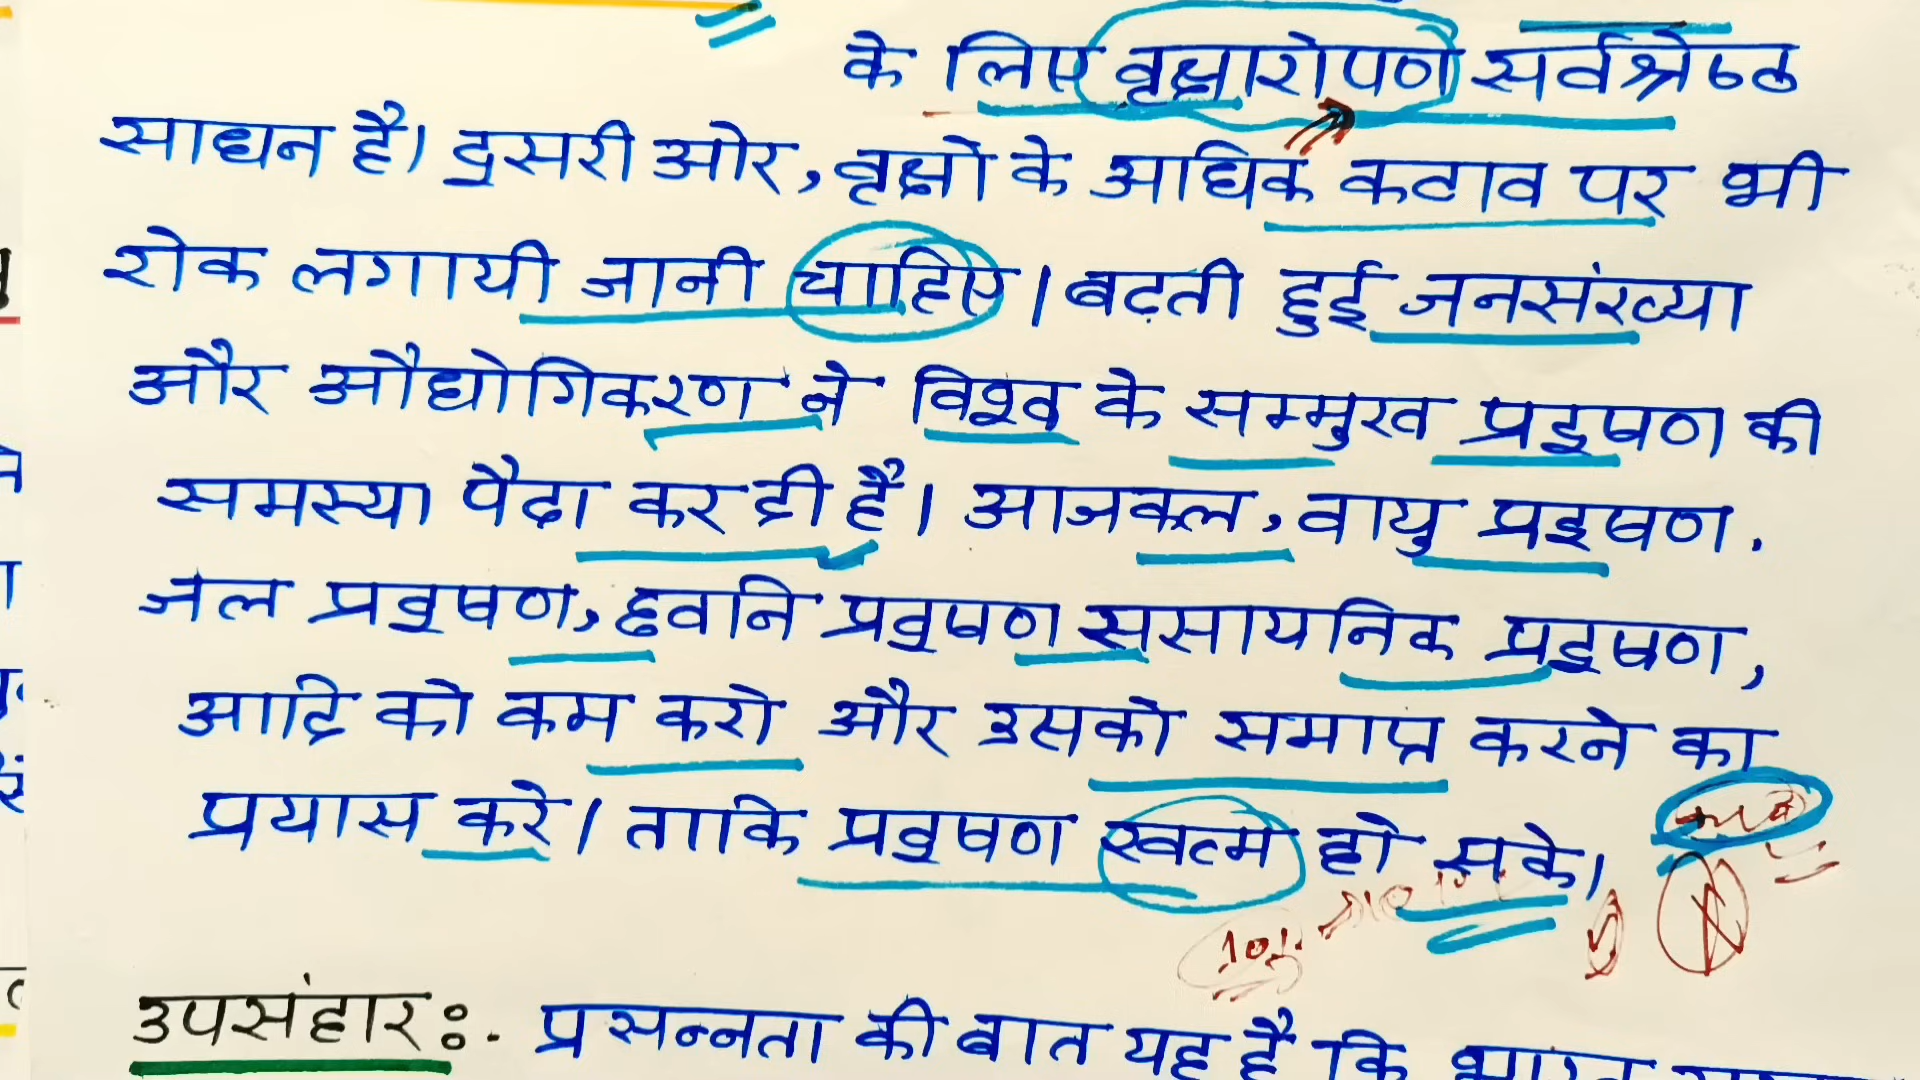 के लिए वृक्षारोपण सर्वश्रेष्ठ
साधन है। दुसरी ओर, वृक्षो के अधिक कटाव पर भी
रोक लगायी जानी चाहिए। बढ़ती हुई जनसंख्या
और औद्योगिकरण ने विश्व के सम्मुख प्रदूषण की
समस्या पैदा कर दी है। आजकल, वायु प्रदूषण.
जल प्रदूषण, ध्वनि प्रदूषण रासायनिक प्रदूषण,
आदि को कम करो और उसको समाप्त करने का
प्रयास करे। ताकि प्रदूषण खत्म हो सके।
उपसंहार :- प्रसन्नता की बात यह है कि